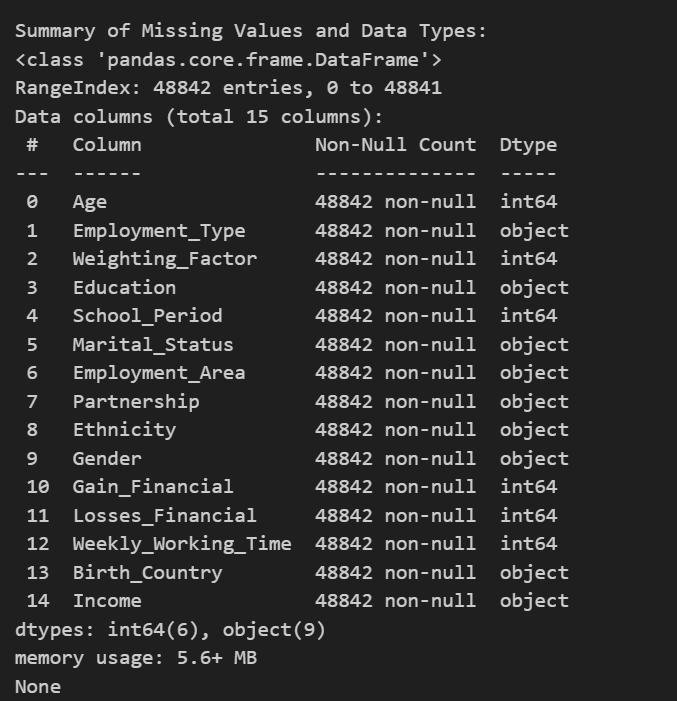 Summary of Missing Values and Data Types:
<class 'pandas.core.frame.DataFrame'>
RangeIndex: 48842 entries, 0 to 48841
Data columns (total 15 columns):
 #   Column               Non-Null Count  Dtype
---  ------               --------------  -----
 0   Age                  48842 non-null  int64
 1   Employment_Type      48842 non-null  object
 2   Weighting_Factor     48842 non-null  int64
 3   Education            48842 non-null  object
 4   School_Period        48842 non-null  int64
 5   Marital_Status       48842 non-null  object
 6   Employment_Area      48842 non-null  object
 7   Partnership          48842 non-null  object
 8   Ethnicity            48842 non-null  object
 9   Gender               48842 non-null  object
 10  Gain_Financial       48842 non-null  int64
 11  Losses_Financial     48842 non-null  int64
 12  Weekly_Working_Time  48842 non-null  int64
 13  Birth_Country        48842 non-null  object
 14  Income               48842 non-null  object
dtypes: int64(6), object(9)
memory usage: 5.6+ MB
None